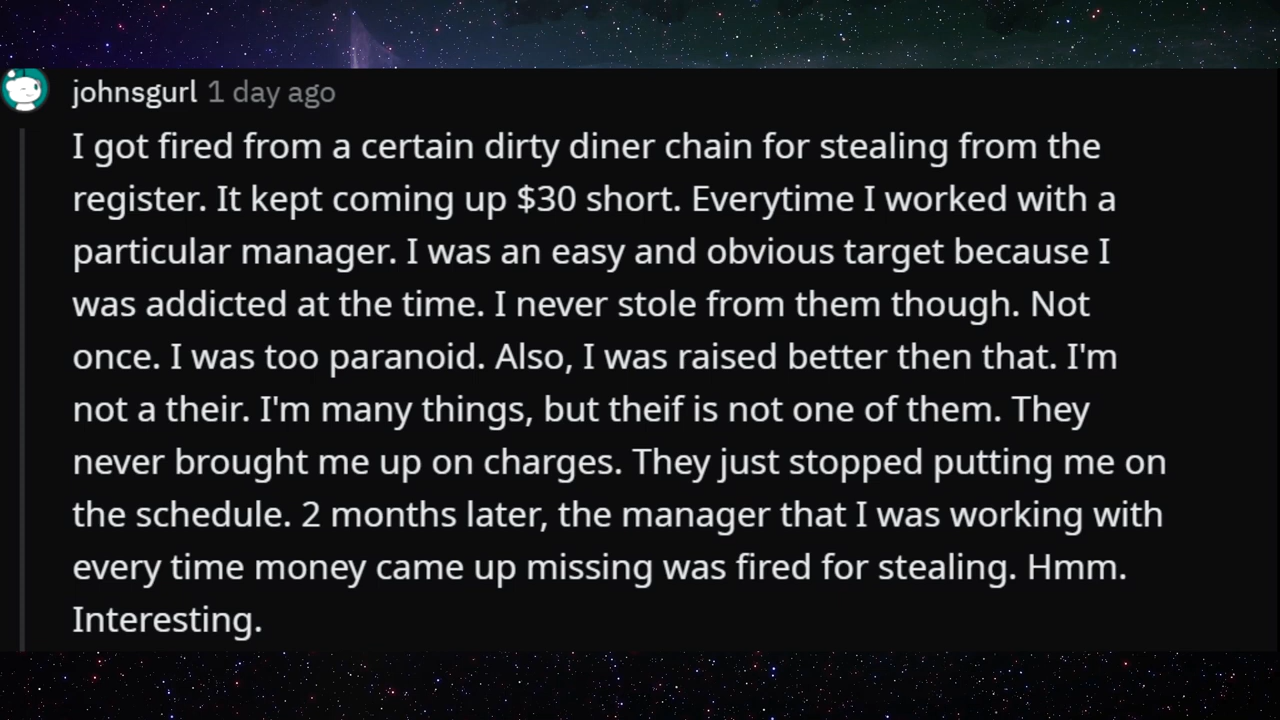 johnsgurl 1 day ago
I got fired from a certain dirty diner chain for stealing from the
register. It kept coming up $30 short. Everytime I worked with a
particular manager. I was an easy and obvious target because I
was addicted at the time. I never stole from them though. Not
once. I was too paranoid. Also, I was raised better then that. I'm
not a their. I'm many things, but theif is not one of them. They
never brought me up on charges. They just stopped putting me on
the schedule. 2 months later, the manager that I was working with
every time money came up missing was fired for stealing. Hmm.
Interesting.